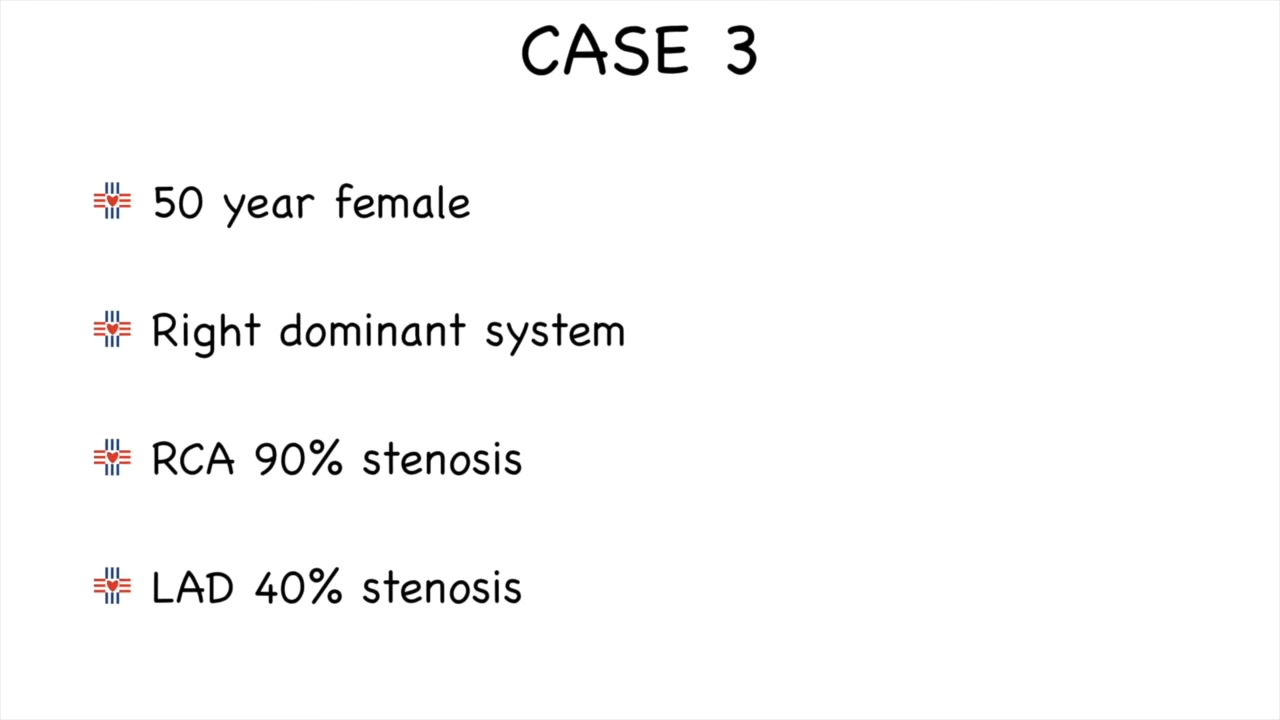 CASE 3
50 year female
Right dominant system
RCA 90% stenosis
LAD 40% stenosis